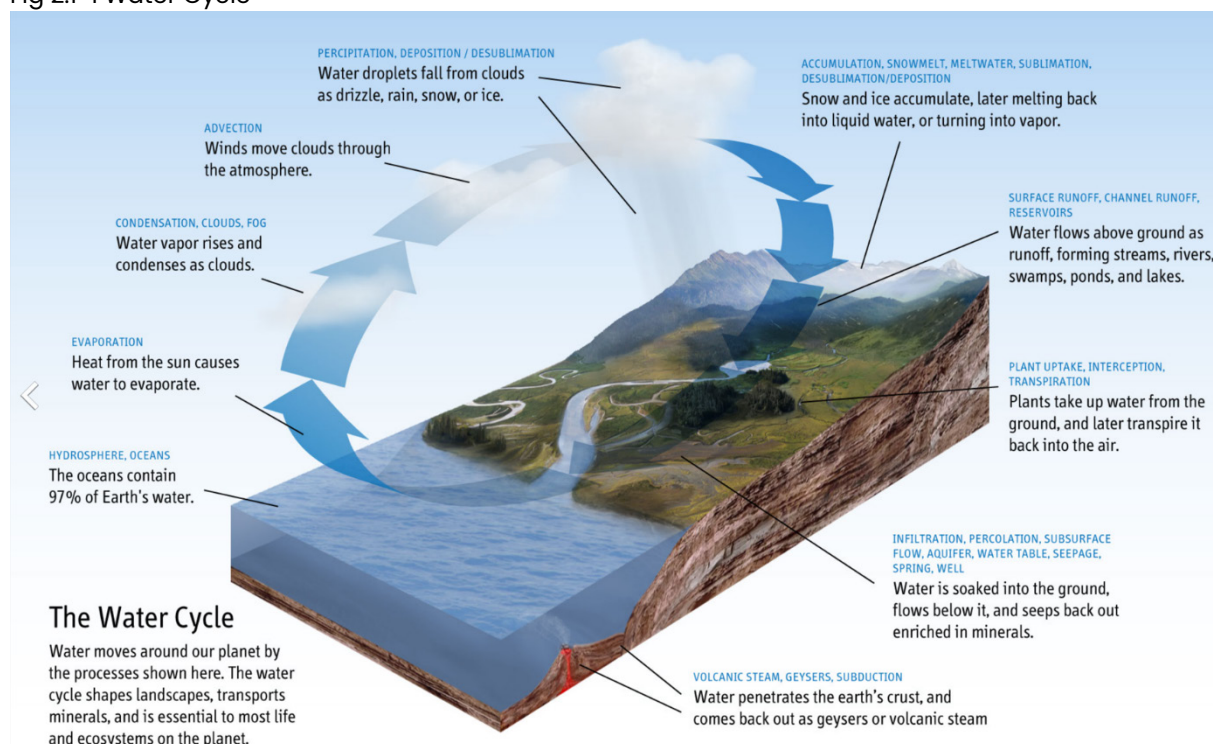 Fig 2.1-1 Water Cycle
PERCIPITATION, DEPOSITION / DESUBLIMATION
Water droplets fall from clouds
as drizzle, rain, snow, or ice.
ACCUMULATION, SNOWMELT, MELTWATER, SUBLIMATION,
DESUBLIMATION/DEPOSITION
Snow and ice accumulate, later melting back
into liquid water, or turning into vapor.
ADVECTION
Winds move clouds through
the atmosphere.
SURFACE RUNOFF, CHANNEL RUNOFF,
RESERVOIRS
Water flows above ground as
runoff, forming streams, rivers,
swamps, ponds, and lakes.
CONDENSATION, CLOUDS, FOG
Water vapor rises and
condenses as clouds.
EVAPORATION
Heat from the sun causes
water to evaporate.
PLANT UPTAKE, INTERCEPTION,
TRANSPIRATION
Plants take up water from the
ground, and later transpire it
back into the air.
HYDROSPHERE, OCEANS
The oceans contain
97% of Earth's water.
INFILTRATION, PERCOLATION, SUBSURFACE
FLOW, AQUIFER, WATER TABLE, SEEPAGE,
SPRING, WELL
Water is soaked into the ground,
flows below it, and seeps back out
enriched in minerals.
The Water Cycle
Water moves around our planet by
the processes shown here. The water
cycle shapes landscapes, transports
minerals, and is essential to most life
and ecosystems on the planet.
VOLCANIC STEAM, GEYSERS, SUBDUCTION
Water penetrates the earth's crust, and
comes back out as geysers or volcanic steam